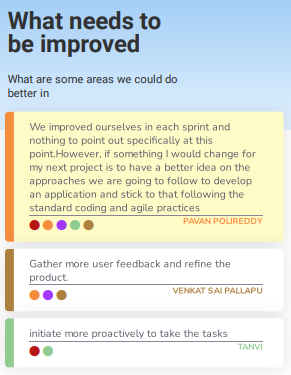 What needs to
be improved
What are some areas we could do
better in
We improved ourselves in each sprint and
nothing to point out specifically at this
point.However, if something I would change for
my next project is to have a better idea on the
approaches we are going to follow to develop
an application and stick to that following the
standard coding and agile practices
PAVAN POLIREDDY
Gather more user feedback and refine the
product.
VENKAT SAI PALLAPU
initiate more proactively to take the tasks
TANVI